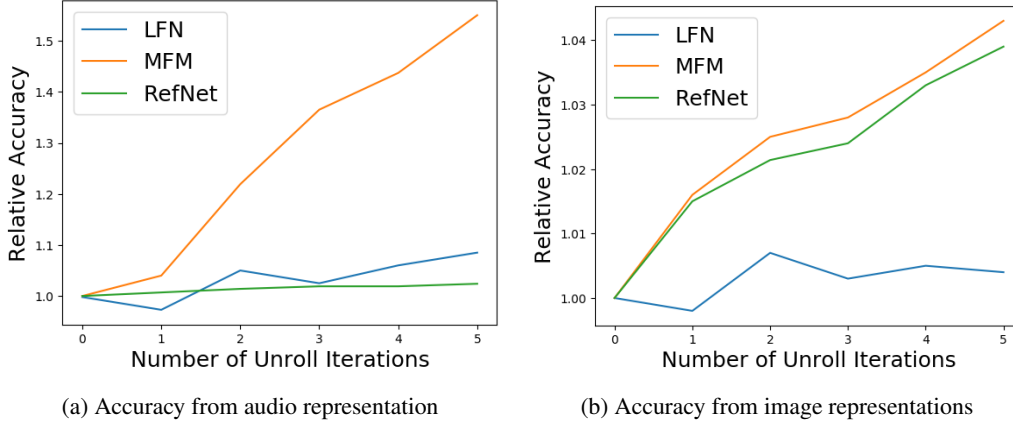 LFN
MFM
RefNet
1.5
1.4
1.3
1.2
1.1
1.0
Relative Accuracy
0 1 2 3 4 5
Number of Unroll Iterations
(a) Accuracy from audio representation
LFN
MFM
RefNet
1.04
1.03
1.02
1.01
1.00
Relative Accuracy
0 1 2 3 4 5
Number of Unroll Iterations
(b) Accuracy from image representations